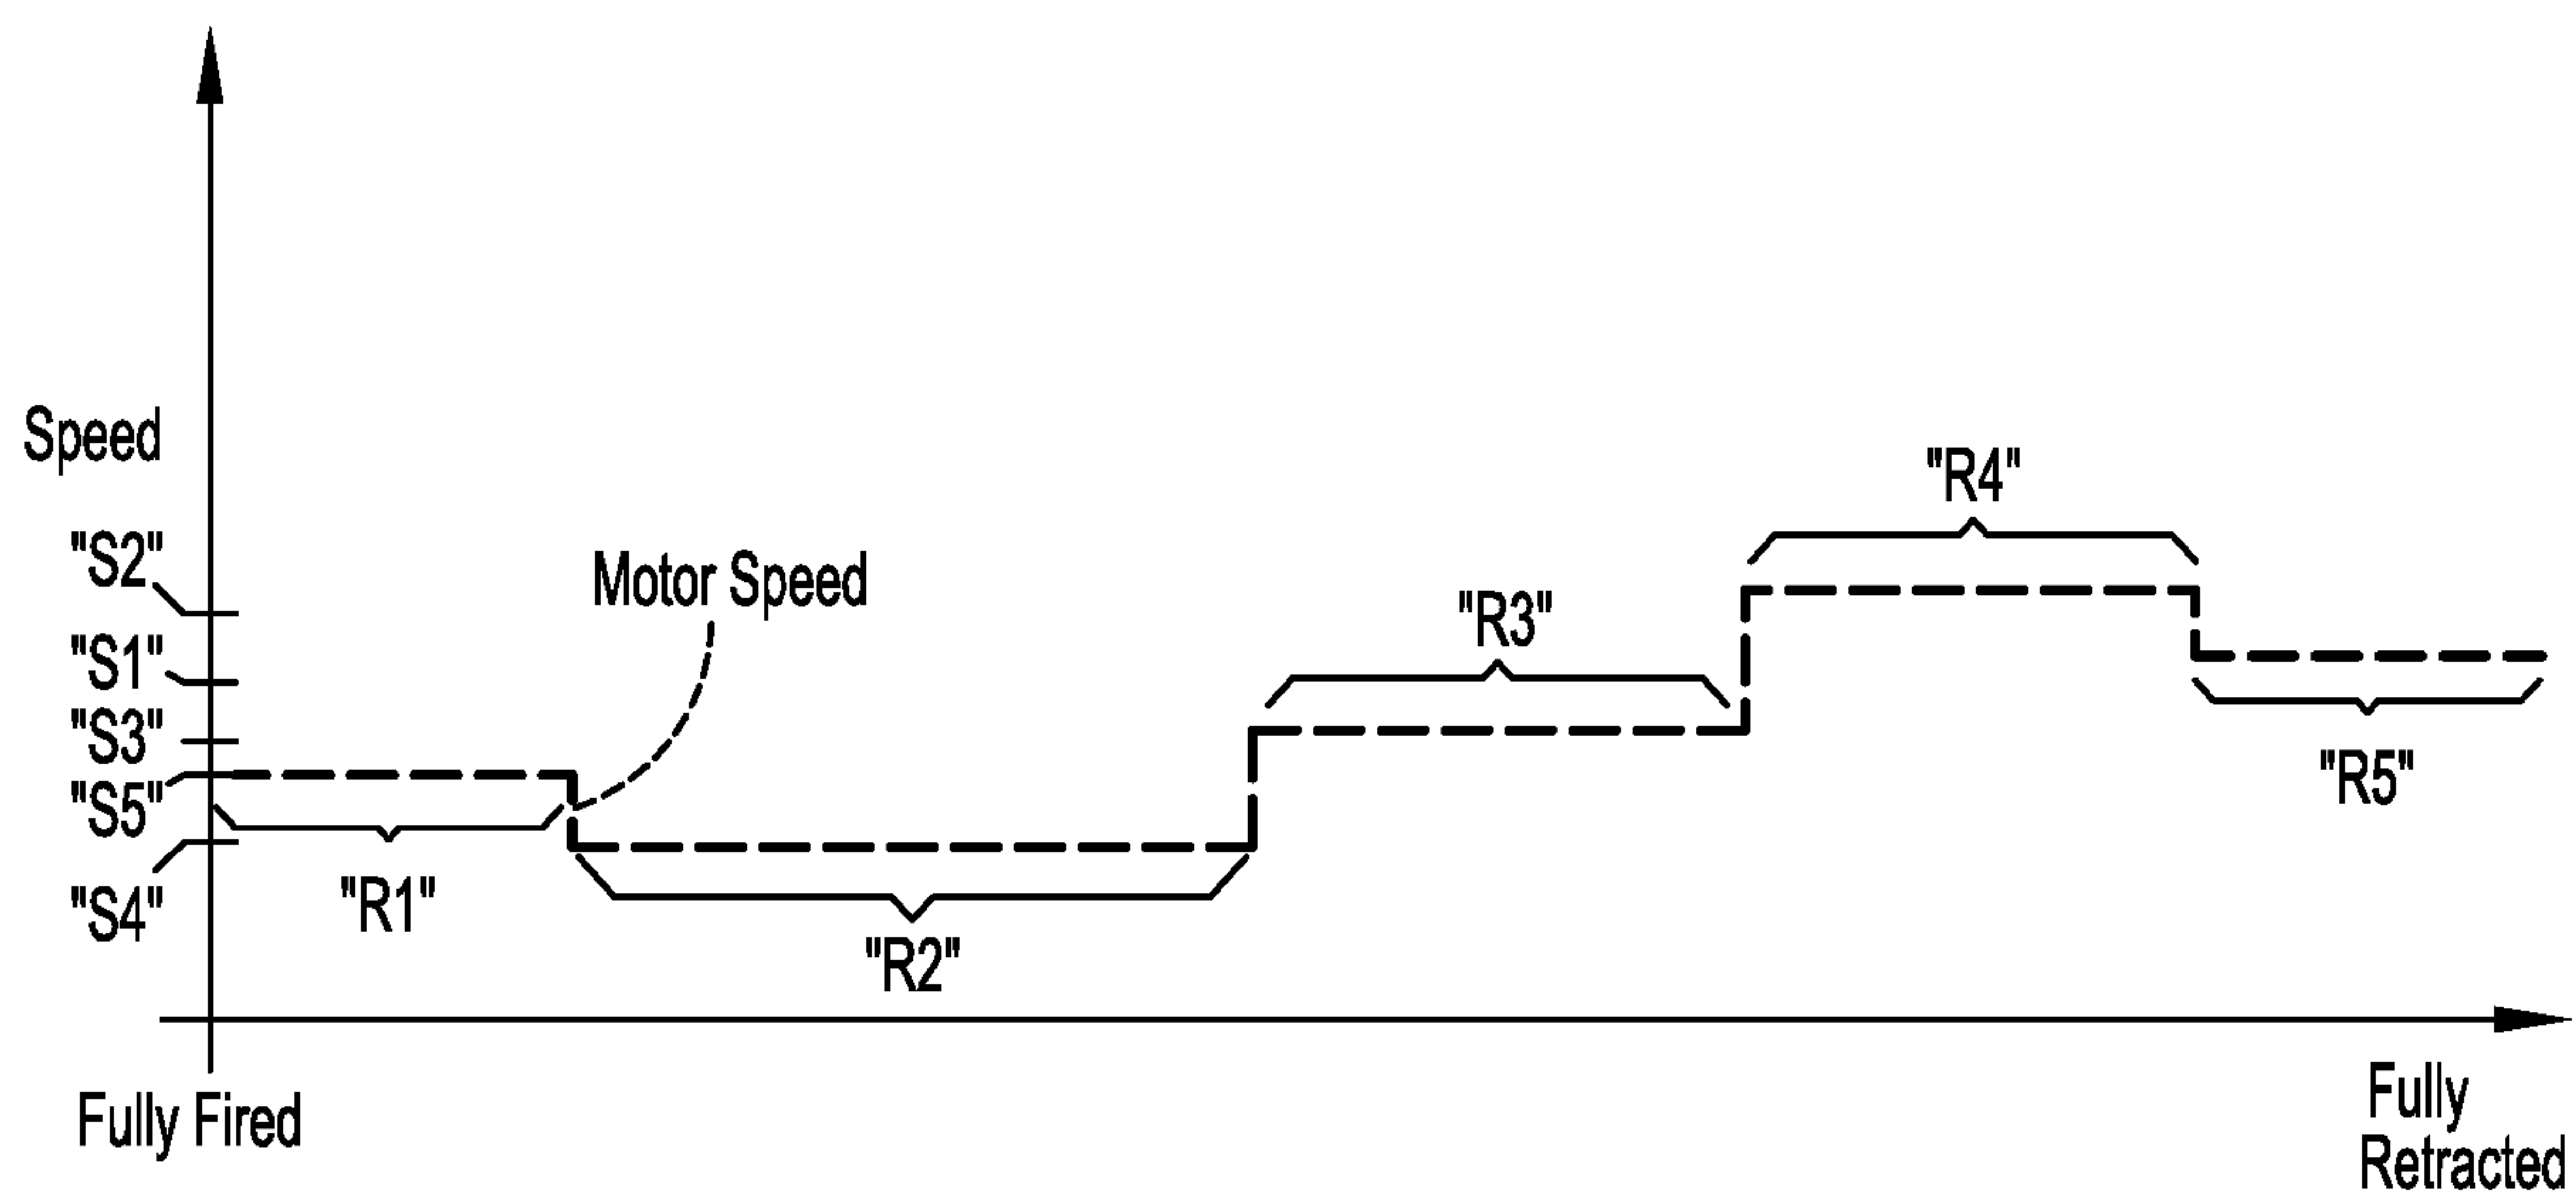 Speed
"S2"
"S1"
"S3"
"S5"
"S4"
Motor Speed
"R1"
"R2"
"R3"
"R4"
"R5"
Fully Fired
Fully
Retracted